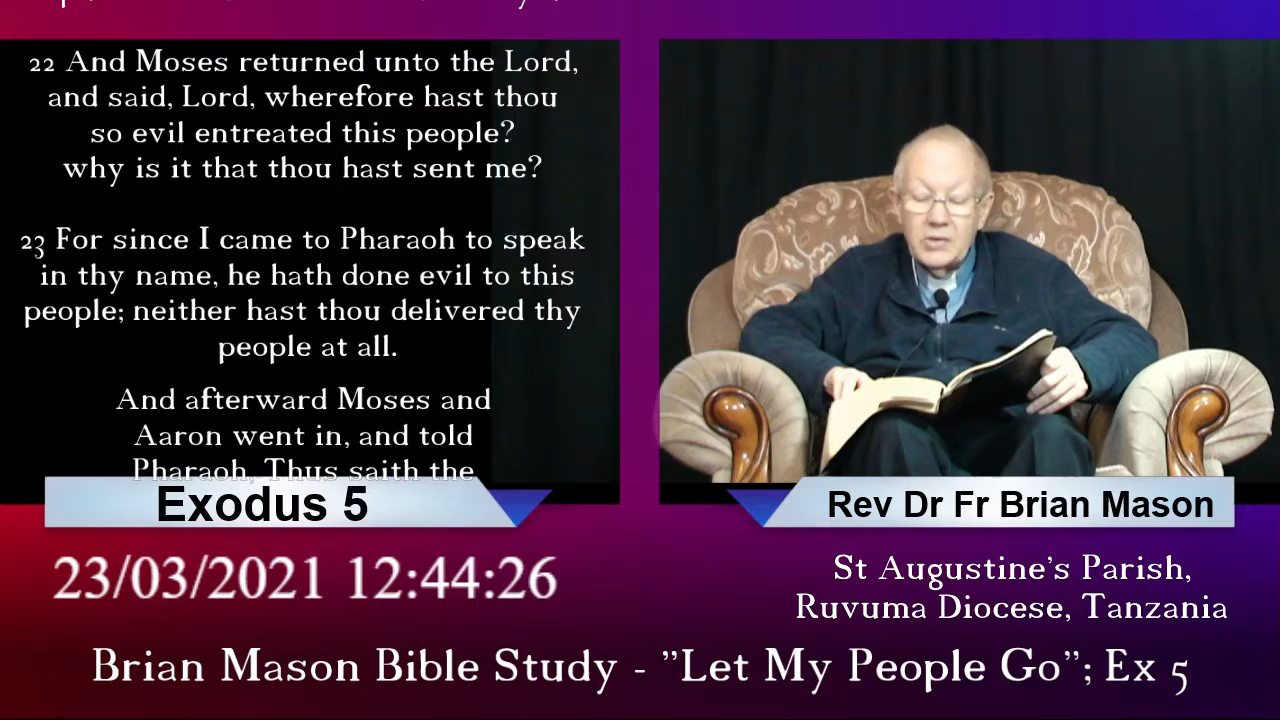 22 And Moses returned unto the Lord,
and said, Lord, wherefore hast thou
so evil entreated this people?
why is it that thou hast sent me?
23 For since I came to Pharaoh to speak
in thy name, he hath done evil to this
people; neither hast thou delivered thy
people at all.
And afterward Moses and
Aaron went in, and told
Pharaoh, Thus saith the
Exodus 5
Rev Dr Fr Brian Mason
23/03/2021 12:44:26
St Augustine's Parish,
Ruvuma Diocese, Tanzania
Brian Mason Bible Study - "Let My People Go"; Ex 5